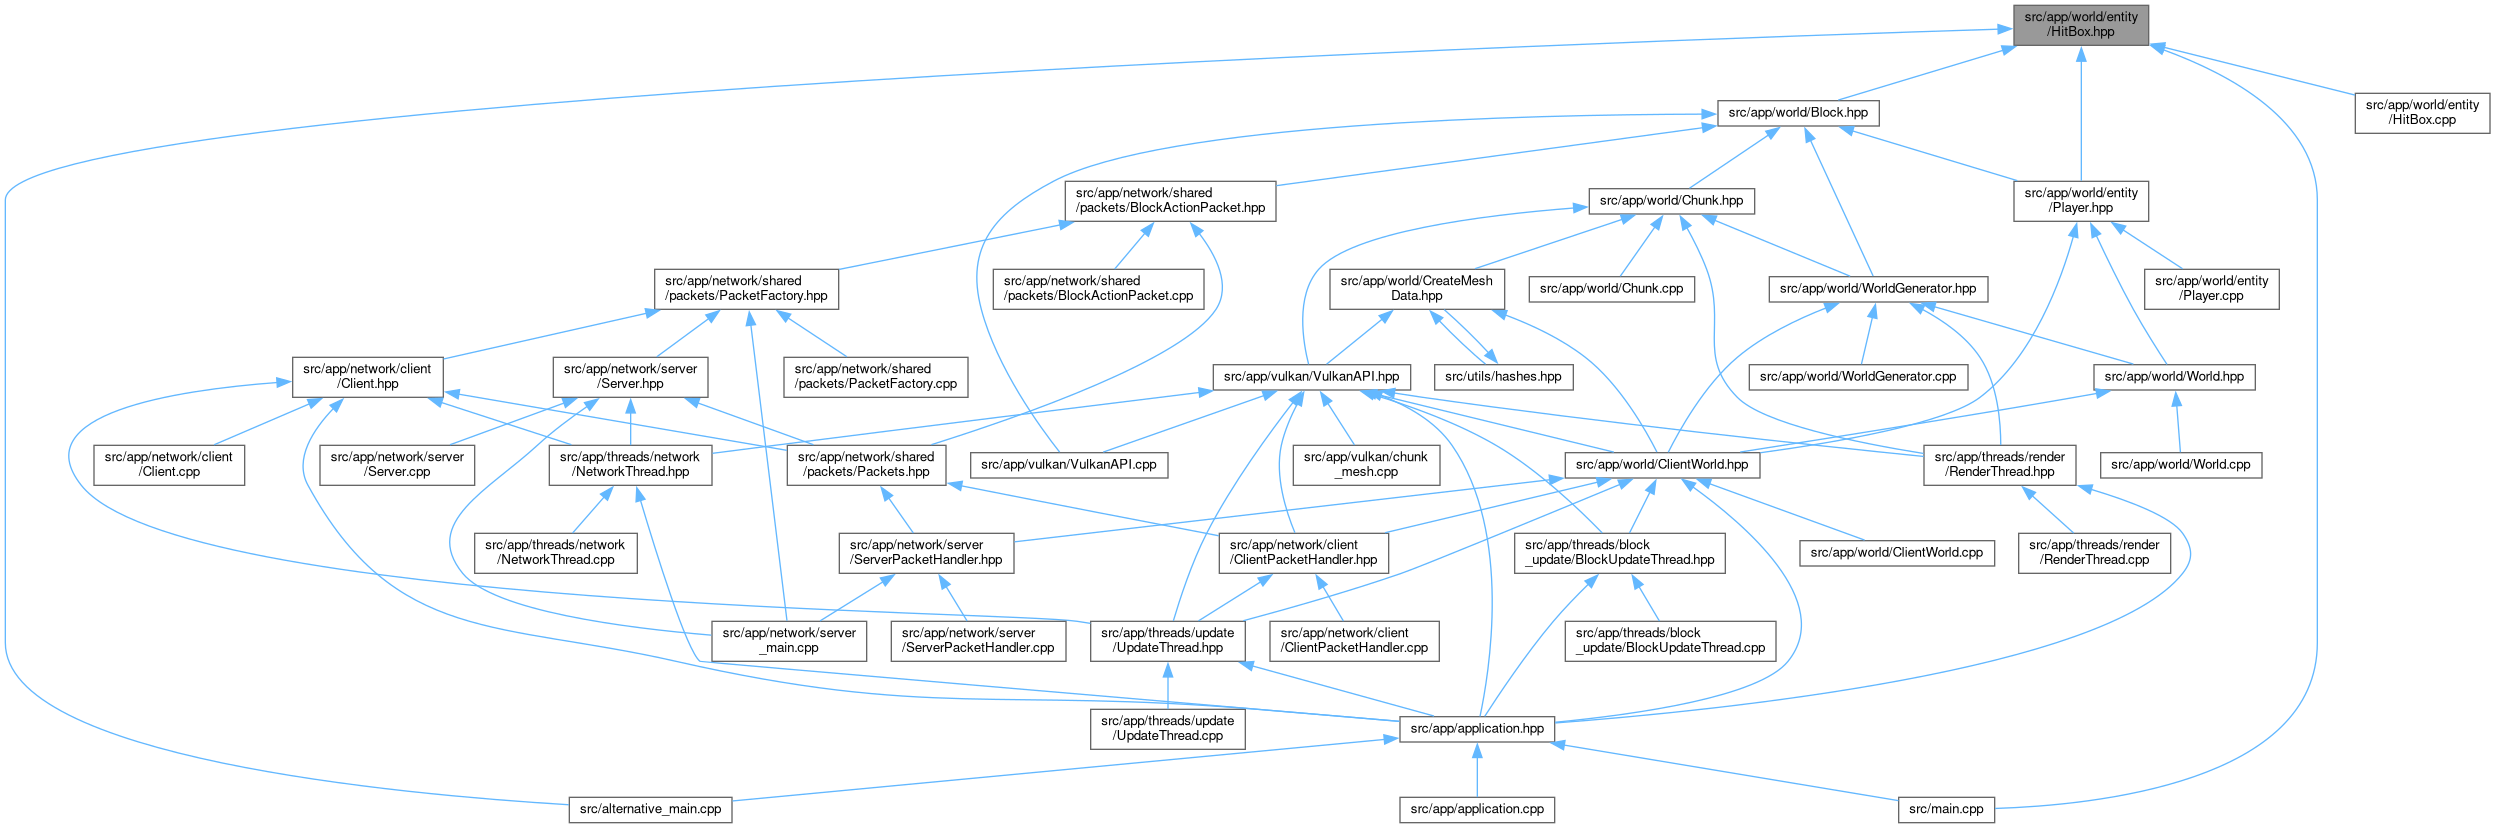 src/app/world/entity
/HitBox.hpp
src/app/world/Block.hpp
src/app/world/entity
/HitBox.cpp
src/app/network/shared
/packets/BlockActionPacket.hpp
src/app/world/Chunk.hpp
src/app/world/entity
/Player.hpp
src/app/network/shared
/packets/PacketFactory.hpp
src/app/network/shared
/packets/BlockActionPacket.cpp
src/app/world/CreateMesh
Data.hpp
src/app/world/Chunk.cpp
src/app/world/WorldGenerator.hpp
src/app/world/entity
/Player.cpp
src/app/network/client
/Client.hpp
src/app/network/server
/Server.hpp
src/app/network/shared
/packets/PacketFactory.cpp
src/app/vulkan/VulkanAPI.hpp
src/utils/hashes.hpp
src/app/world/WorldGenerator.cpp
src/app/world/World.hpp
src/app/network/client
/Client.cpp
src/app/network/server
/Server.cpp
src/app/threads/network
/NetworkThread.hpp
src/app/network/shared
/packets/Packets.hpp
src/app/vulkan/VulkanAPI.cpp
src/app/vulkan/chunk
_mesh.cpp
src/app/world/ClientWorld.hpp
src/app/threads/render
/RenderThread.hpp
src/app/world/World.cpp
src/app/threads/network
/NetworkThread.cpp
src/app/network/server
/ServerPacketHandler.hpp
src/app/network/client
/ClientPacketHandler.hpp
src/app/threads/block
_update/BlockUpdateThread.hpp
src/app/world/ClientWorld.cpp
src/app/threads/render
/RenderThread.cpp
src/app/network/server
_main.cpp
src/app/network/server
/ServerPacketHandler.cpp
src/app/threads/update
/UpdateThread.hpp
src/app/network/client
/ClientPacketHandler.cpp
src/app/threads/block
_update/BlockUpdateThread.cpp
src/app/threads/update
/UpdateThread.cpp
src/app/application.hpp
src/alternative_main.cpp
src/app/application.cpp
src/main.cpp